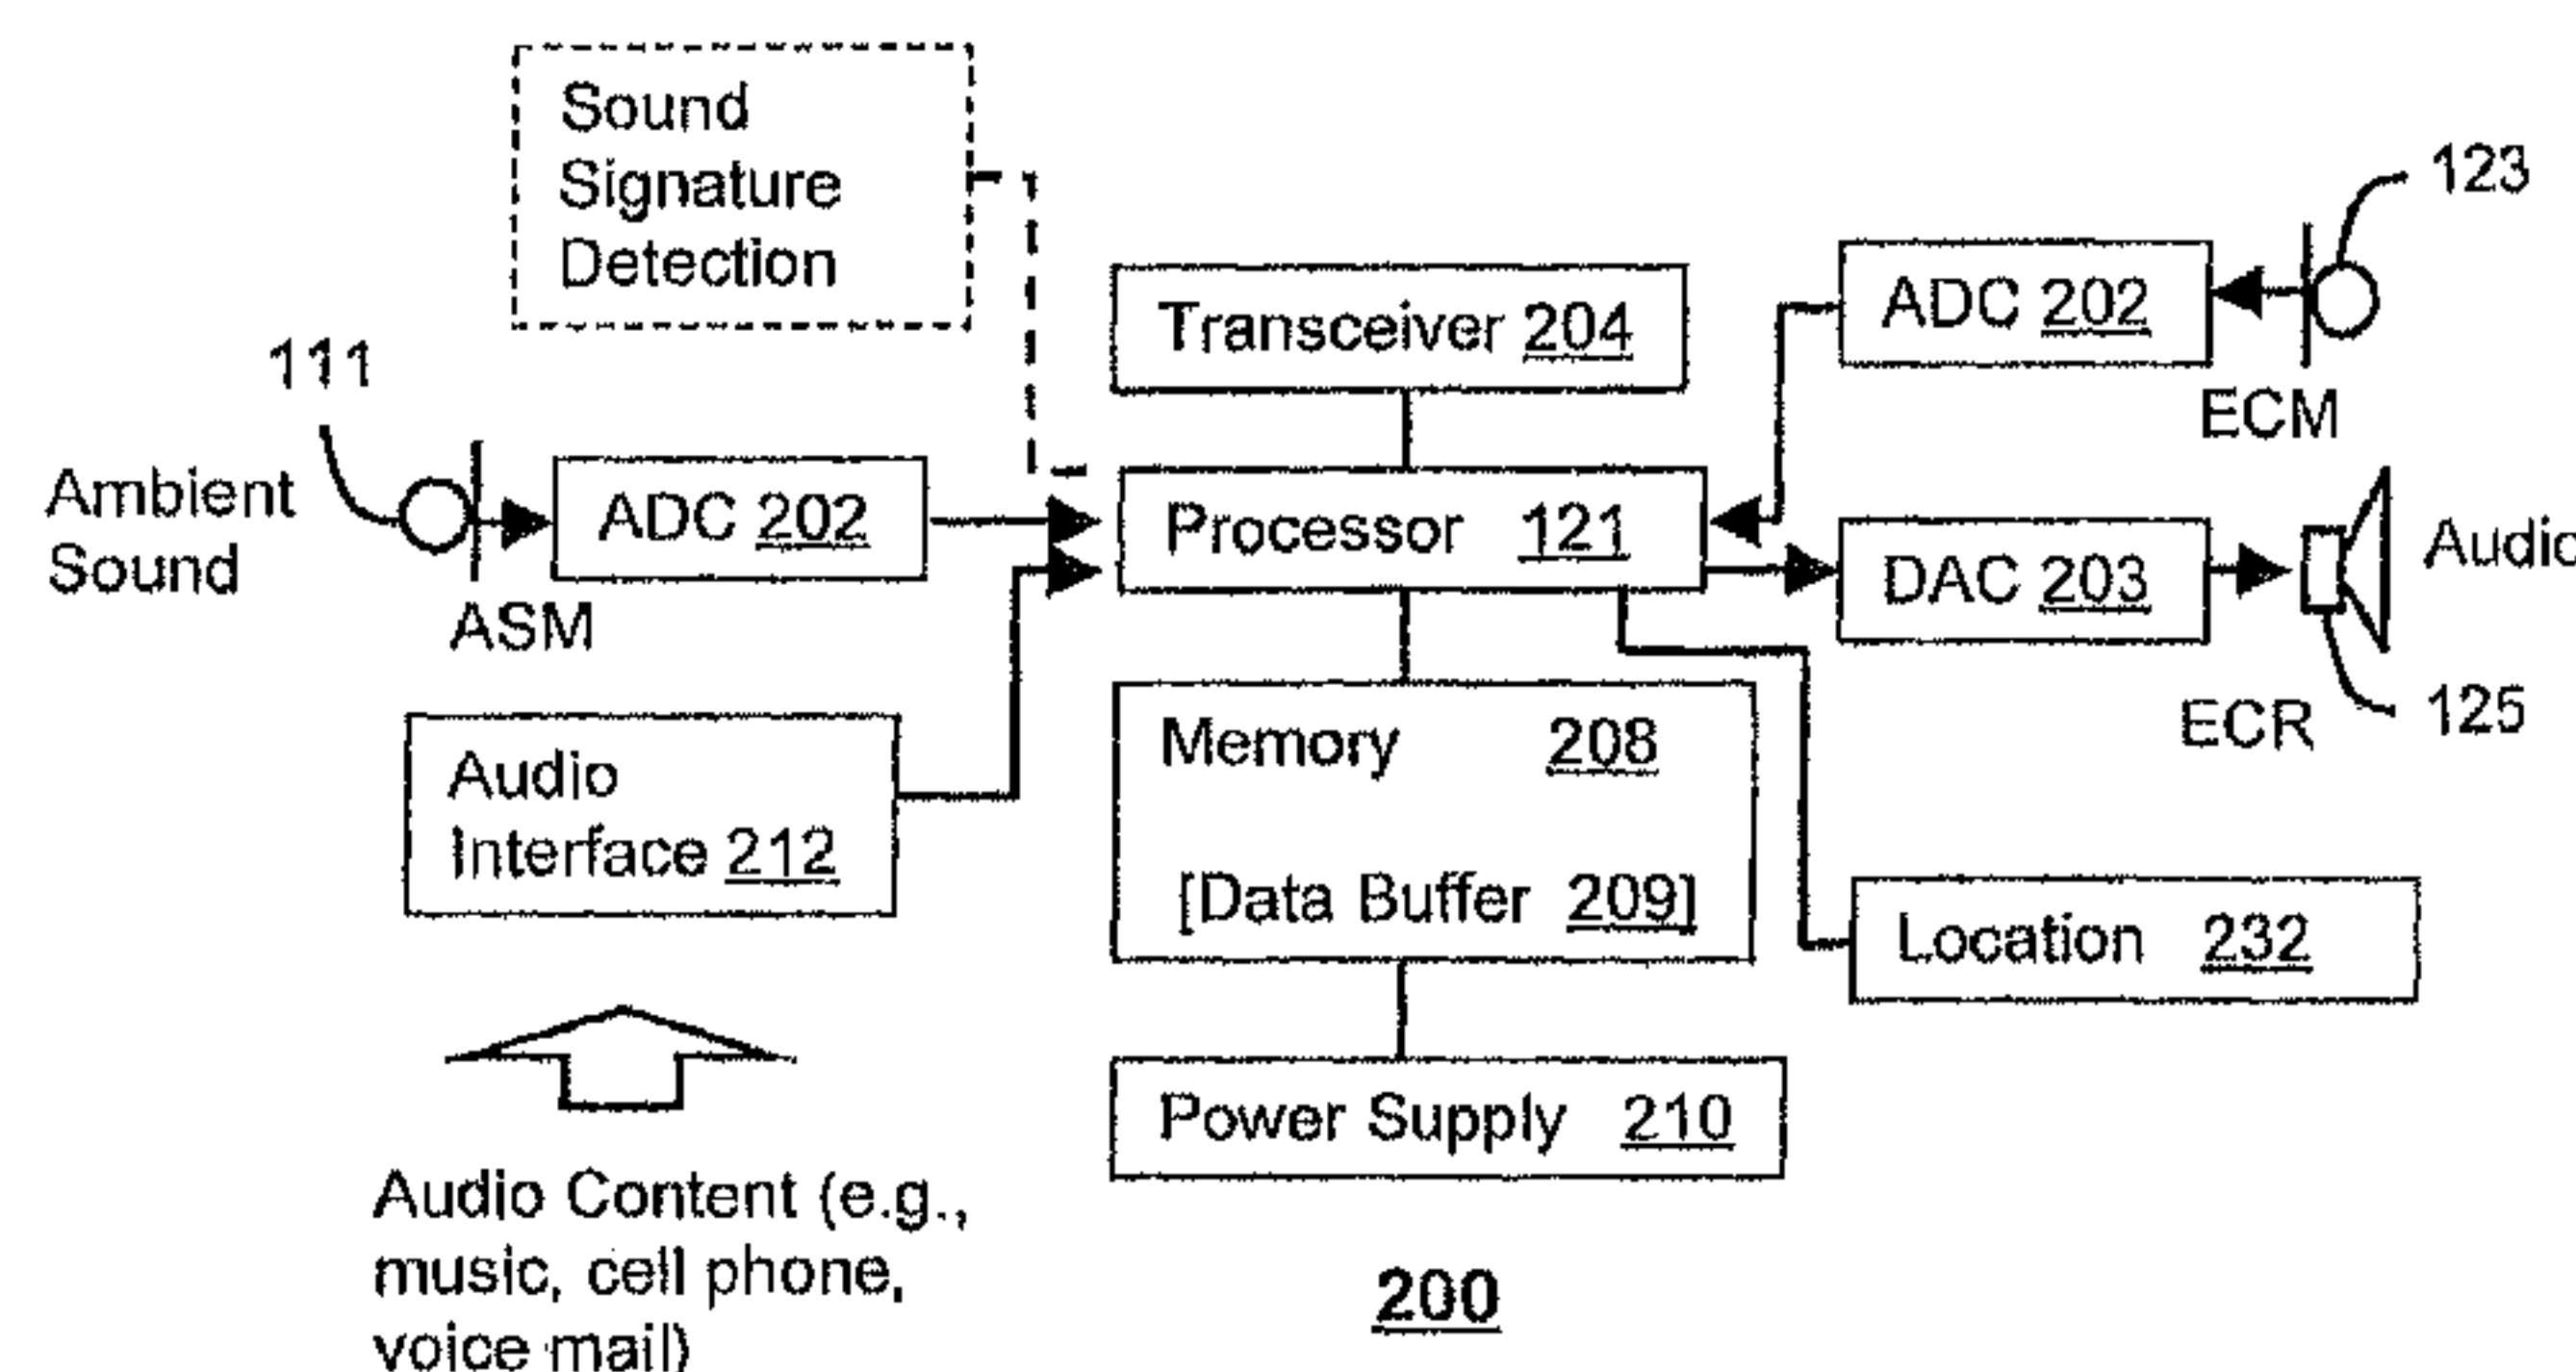 Sound
Signature
Detection
123
Transceiver 204
ADC 202
111
ECM
Ambient
Sound
ADC 202
Processor 121
DAC 203
Audio
ASM
125
ECR
Memory 208
Audio
Interface 212
[Data Buffer 209]
Location 232
Power Supply 210
Audio Content (e.g.,
music, cell phone,
voice mail)
200